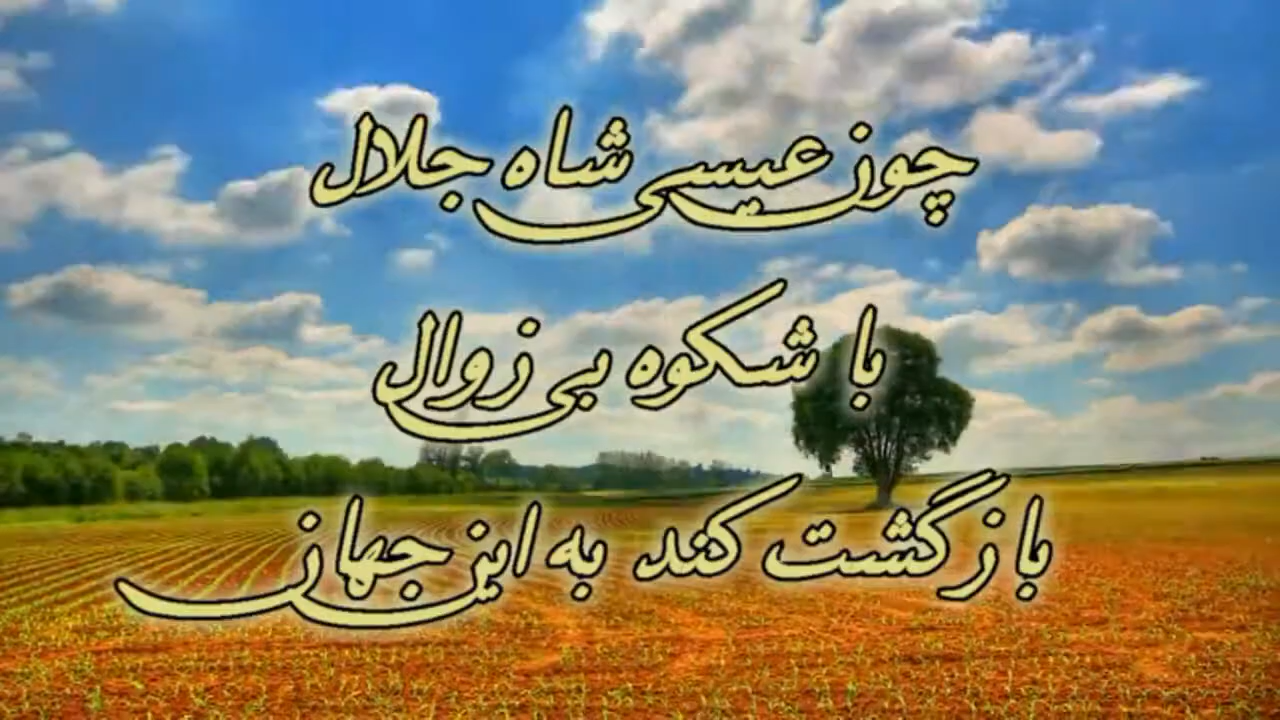 چون عیسی شاه جلال
با شکوه بی زوال
بازگشت کند به این جهان